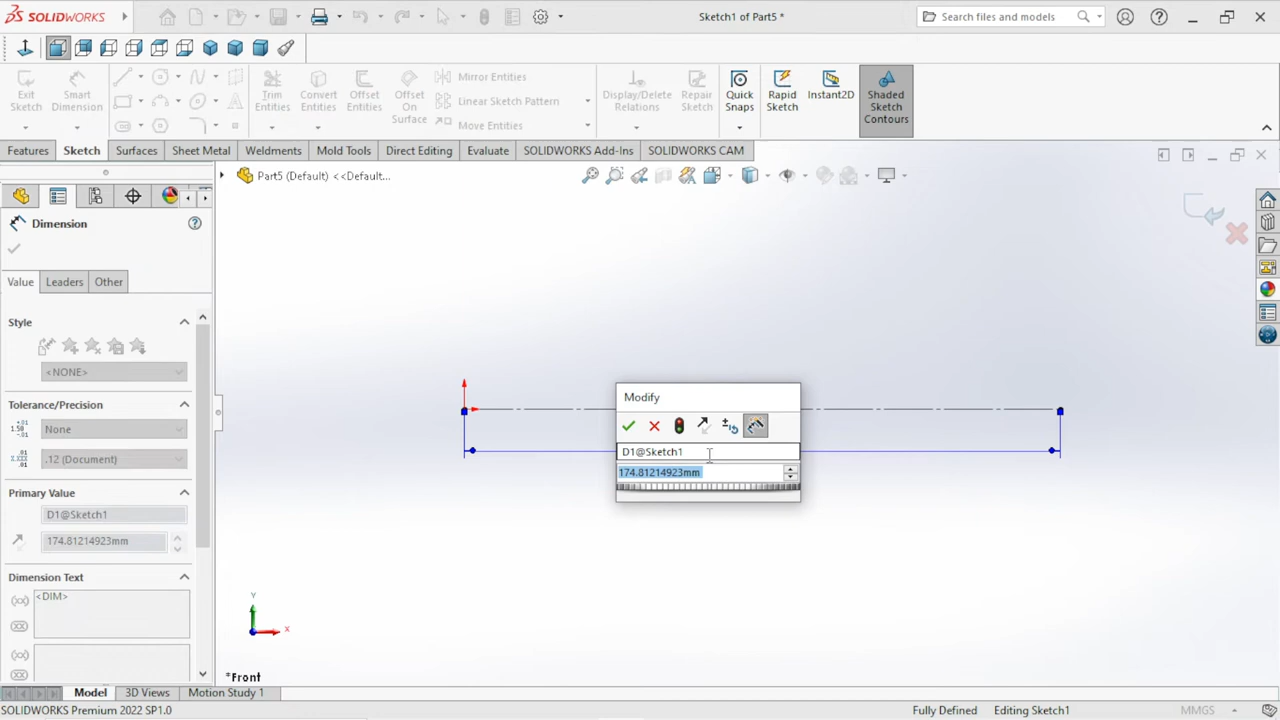 SOLIDWORKS
Sketch1 of Part5 *
Search files and models
Exit Sketch
Smart Dimension
Trim Entities
Convert Entities
Offset Entities
Offset On Surface
Mirror Entities
Linear Sketch Pattern
Move Entities
Display/Delete Relations
Repair Sketch
Quick Snaps
Rapid Sketch
Instant2D
Shaded Sketch Contours
Features
Sketch
Surfaces
Sheet Metal
Weldments
Mold Tools
Direct Editing
Evaluate
SOLIDWORKS Add-Ins
SOLIDWORKS CAM
Part5 (Default) <<Default...
Dimension
Value
Leaders
Other
Style
<NONE>
Tolerance/Precision
None
.12 (Document)
Primary Value
D1@Sketch1
174.81214923mm
Dimension Text
<DIM>
Modify
D1@Sketch1
174.81214923mm
Y
X
*Front
Model
3D Views
Motion Study 1
SOLIDWORKS Premium 2022 SP1.0
Fully Defined
Editing Sketch1
MMGS